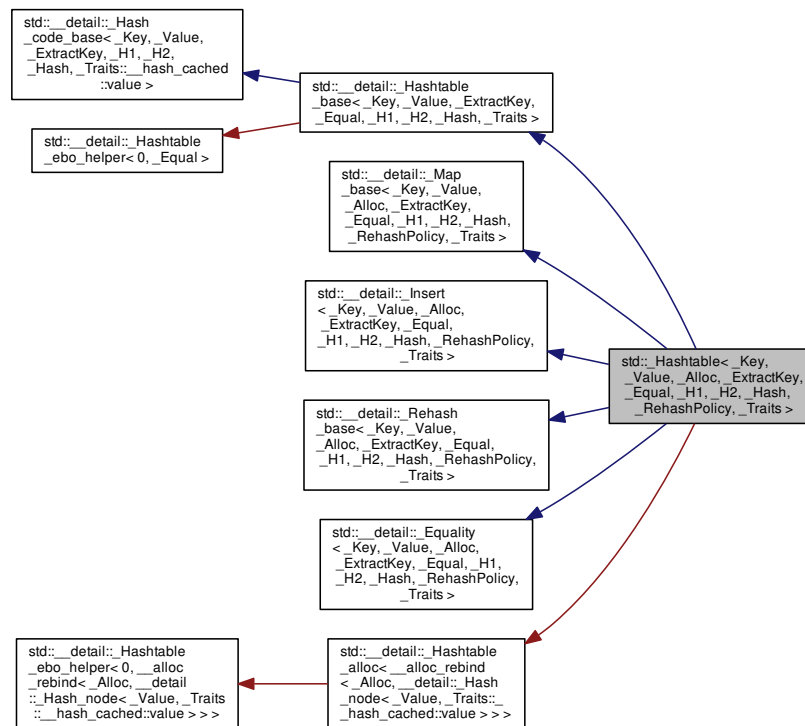 std::__detail::_Hash
_code_base< _Key, _Value,
_ExtractKey, _H1, _H2,
_Hash, _Traits::__hash_cached
::value >
std::__detail::_Hashtable
_base< _Key, _Value, _ExtractKey,
_Equal, _H1, _H2, _Hash, _Traits >
std::__detail::_Hashtable
_ebo_helper< 0, _Equal >
std::__detail::_Map
_base< _Key, _Value,
_Alloc, _ExtractKey,
_Equal, _H1, _H2, _Hash,
_RehashPolicy, _Traits >
std::__detail::_Insert
< _Key, _Value, _Alloc,
_ExtractKey, _Equal,
_H1, _H2, _Hash, _RehashPolicy,
_Traits >
std::_Hashtable< _Key,
_Value, _Alloc, _ExtractKey,
_Equal, _H1, _H2, _Hash,
_RehashPolicy, _Traits >
std::__detail::_Rehash
_base< _Key, _Value,
_Alloc, _ExtractKey, _Equal,
_H1, _H2, _Hash, _RehashPolicy,
_Traits >
std::__detail::_Equality
< _Key, _Value, _Alloc,
_ExtractKey, _Equal, _H1,
_H2, _Hash, _RehashPolicy,
_Traits >
std::__detail::_Hashtable
_ebo_helper< 0, __alloc
_rebind< _Alloc, __detail
::_Hash_node< _Value, _Traits
::__hash_cached::value > > >
std::__detail::_Hashtable
_alloc< __alloc_rebind
< _Alloc, __detail::_Hash
_node< _Value, _Traits::_
_hash_cached::value > > >